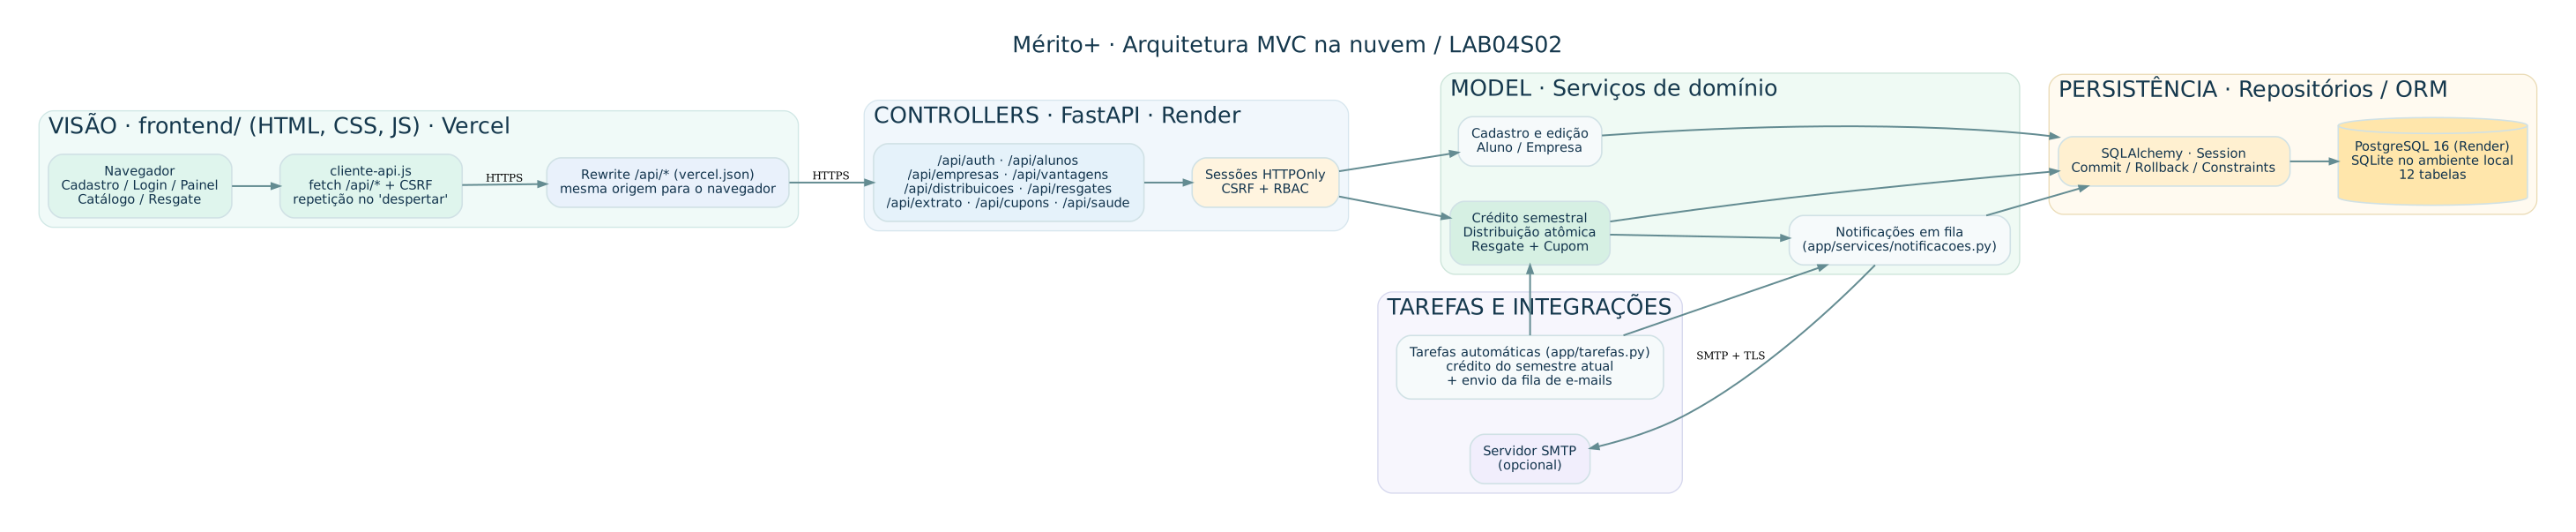 Mérito+ · Arquitetura MVC na nuvem / LAB04S02
VISÃO · frontend/ (HTML, CSS, JS) · Vercel
Navegador
Cadastro / Login / Painel
Catálogo / Resgate
cliente-api.js
fetch /api/* + CSRF
repetição no 'despertar'
HTTPS
Rewrite /api/* (vercel.json)
mesma origem para o navegador
HTTPS
CONTROLLERS · FastAPI · Render
/api/auth · /api/alunos
/api/empresas · /api/vantagens
/api/distribuicoes · /api/resgates
/api/extrato · /api/cupons · /api/saude
Sessões HTTPOnly
CSRF + RBAC
MODEL · Serviços de domínio
Cadastro e edição
Aluno / Empresa
Crédito semestral
Distribuição atômica
Resgate + Cupom
Notificações em fila
(app/services/notificacoes.py)
PERSISTÊNCIA · Repositórios / ORM
SQLAlchemy · Session
Commit / Rollback / Constraints
PostgreSQL 16 (Render)
SQLite no ambiente local
12 tabelas
TAREFAS E INTEGRAÇÕES
Tarefas automáticas (app/tarefas.py)
crédito do semestre atual
+ envio da fila de e-mails
SMTP + TLS
Servidor SMTP
(opcional)